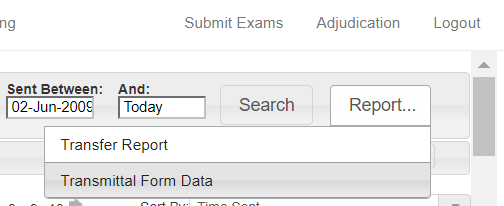 ng Submit Exams Adjudication Logout
Sent Between: And:
02-Jun-2009 Today Search Report...
Transfer Report
Transmittal Form Data
Sort By: Time Sent